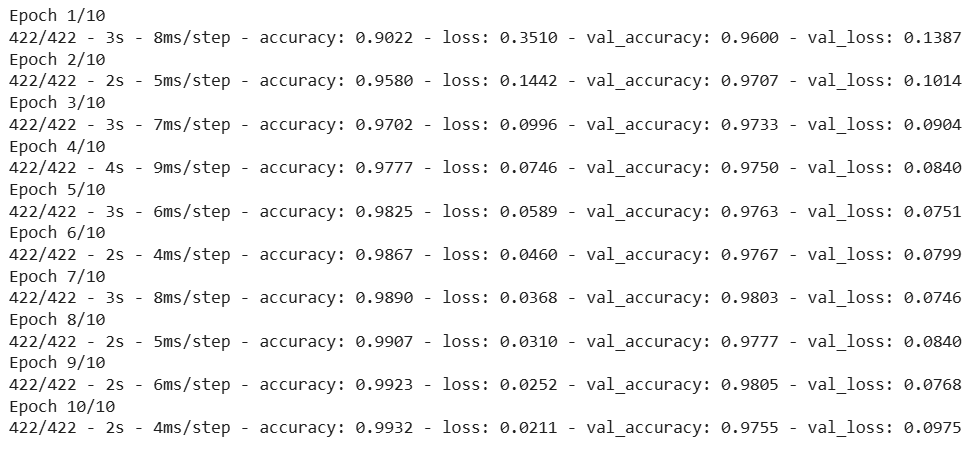 Epoch 1/10
422/422 - 3s - 8ms/step - accuracy: 0.9022 - loss: 0.3510 - val_accuracy: 0.9600 - val_loss: 0.1387
Epoch 2/10
422/422 - 2s - 5ms/step - accuracy: 0.9580 - loss: 0.1442 - val_accuracy: 0.9707 - val_loss: 0.1014
Epoch 3/10
422/422 - 3s - 7ms/step - accuracy: 0.9702 - loss: 0.0996 - val_accuracy: 0.9733 - val_loss: 0.0904
Epoch 4/10
422/422 - 4s - 9ms/step - accuracy: 0.9777 - loss: 0.0746 - val_accuracy: 0.9750 - val_loss: 0.0840
Epoch 5/10
422/422 - 3s - 6ms/step - accuracy: 0.9825 - loss: 0.0589 - val_accuracy: 0.9763 - val_loss: 0.0751
Epoch 6/10
422/422 - 2s - 4ms/step - accuracy: 0.9867 - loss: 0.0460 - val_accuracy: 0.9767 - val_loss: 0.0799
Epoch 7/10
422/422 - 3s - 8ms/step - accuracy: 0.9890 - loss: 0.0368 - val_accuracy: 0.9803 - val_loss: 0.0746
Epoch 8/10
422/422 - 2s - 5ms/step - accuracy: 0.9907 - loss: 0.0310 - val_accuracy: 0.9777 - val_loss: 0.0840
Epoch 9/10
422/422 - 2s - 6ms/step - accuracy: 0.9923 - loss: 0.0252 - val_accuracy: 0.9805 - val_loss: 0.0768
Epoch 10/10
422/422 - 2s - 4ms/step - accuracy: 0.9932 - loss: 0.0211 - val_accuracy: 0.9755 - val_loss: 0.0975